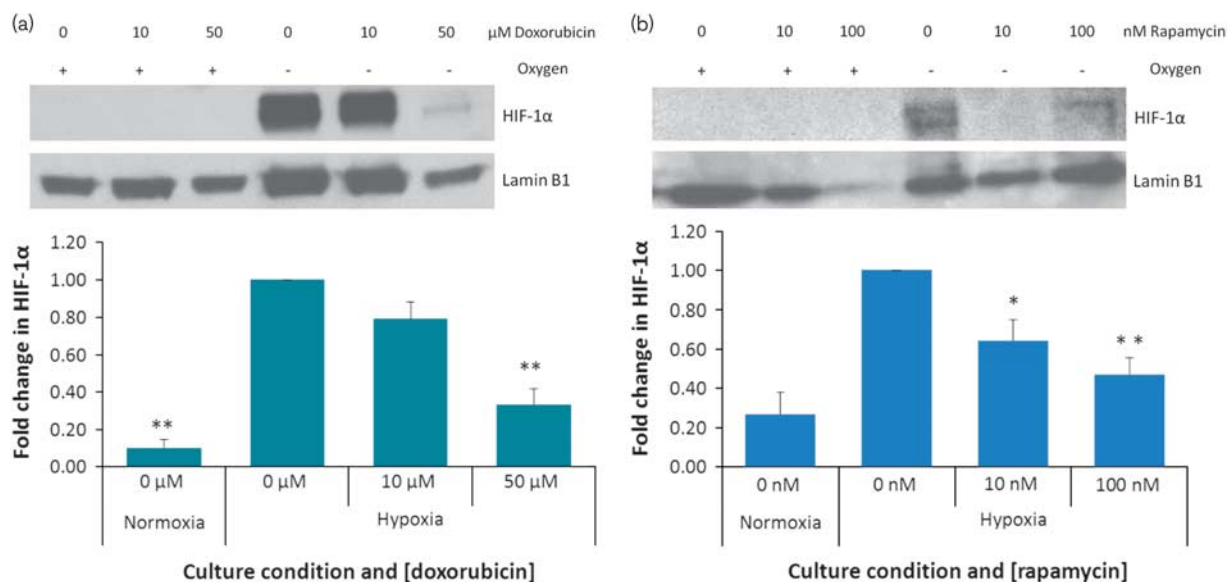 (a)
0 10 50 0 10 50 μM Doxorubicin
+ + + - - - Oxygen
HIF-1α
Lamin B1
Fold change in HIF-1α
1.20
1.00
0.80
0.60
0.40
0.20
0.00
**
**
0 μM 0 μM 10 μM 50 μM
Normoxia Hypoxia
Culture condition and [doxorubicin]
(b)
0 10 100 0 10 100 nM Rapamycin
+ + + - - - Oxygen
HIF-1α
Lamin B1
Fold change in HIF-1α
1.20
1.00
0.80
0.60
0.40
0.20
0.00
*
**
0 nM 0 nM 10 nM 100 nM
Normoxia Hypoxia
Culture condition and [rapamycin]